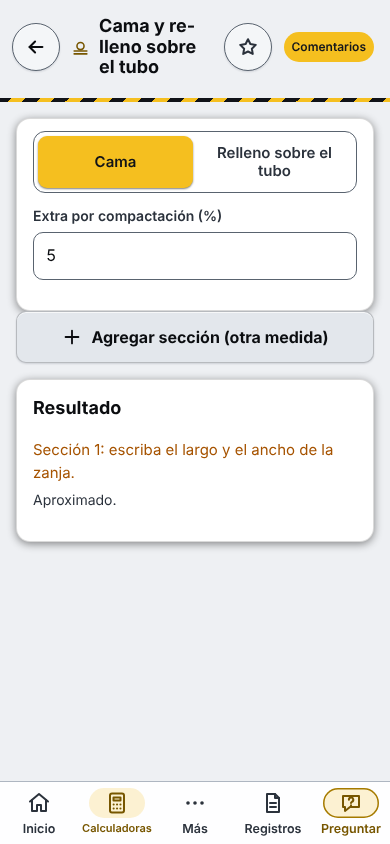 Cama y re-
lleno sobre
el tubo
Comentarios
Cama
Relleno sobre el
tubo
Extra por compactación (%)
5
Agregar sección (otra medida)
Resultado
Sección 1: escriba el largo y el ancho de la
zanja.
Aproximado.
Inicio
Calculadoras
Más
Registros
Preguntar